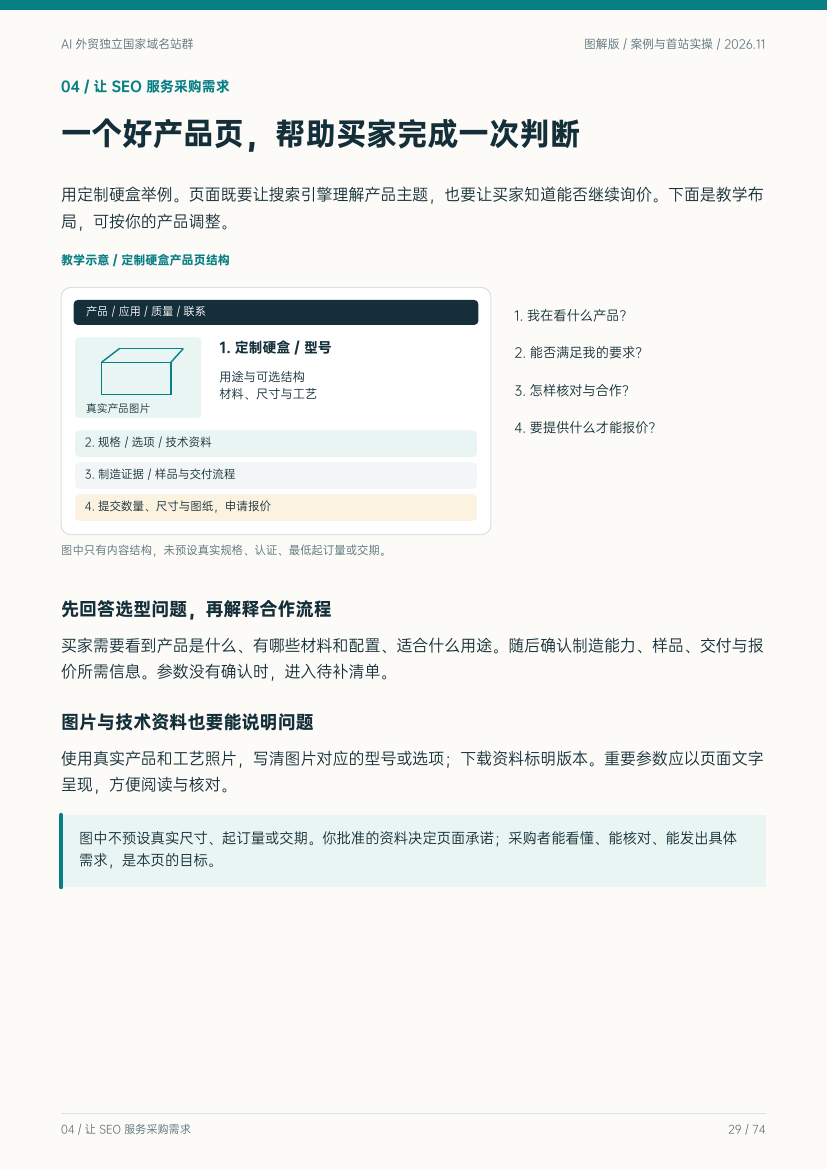 AI 外贸独立国家域名站群
图解版 / 案例与首站实操 / 2026.11
04 / 让 SEO 服务采购需求
一个好产品页，帮助买家完成一次判断
用定制硬盒举例。页面既要让搜索引擎理解产品主题，也要让买家知道能否继续询价。下面是教学布
局，可按你的产品调整。
教学示意 / 定制硬盒产品页结构
产品 / 应用 / 质量 / 联系
1. 定制硬盒 / 型号
用途与可选结构
材料、尺寸与工艺
真实产品图片
2. 规格 / 选项 / 技术资料
3. 制造证据 / 样品与交付流程
4. 提交数量、尺寸与图纸，申请报价
1. 我在看什么产品？
2. 能否满足我的要求？
3. 怎样核对与合作？
4. 要提供什么才能报价？
图中只有内容结构，未预设真实规格、认证、最低起订量或交期。
先回答选型问题，再解释合作流程
买家需要看到产品是什么、有哪些材料和配置、适合什么用途。随后确认制造能力、样品、交付与报
价所需信息。参数没有确认时，进入待补清单。
图片与技术资料也要能说明问题
使用真实产品和工艺照片，写清图片对应的型号或选项；下载资料标明版本。重要参数应以页面文字
呈现，方便阅读与核对。
图中不预设真实尺寸、起订量或交期。你批准的资料决定页面承诺；采购者能看懂、能核对、能发出具体
需求，是本页的目标。
04 / 让 SEO 服务采购需求
29 / 74